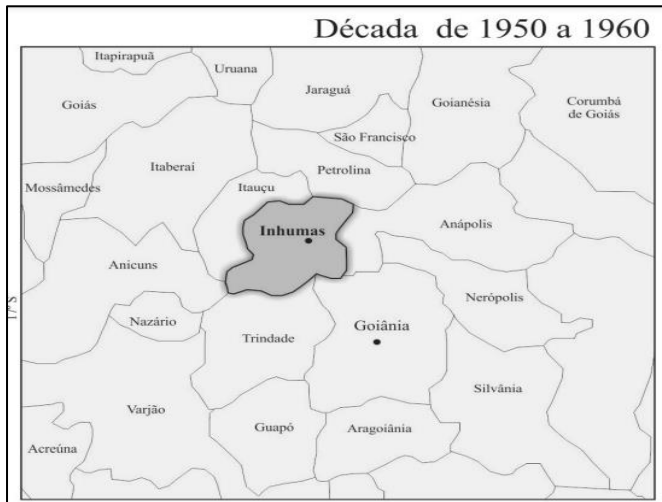 Década de 1950 a 1960
Itapirapuã
Uruana
Jaraguá
Goianésia
Corumbá
de Goiás
Goiás
São Francisco
Itaberaí
Petrolina
Mossâmedes
Itauçu
Inhumas
Anápolis
Anicuns
Nerópolis
17º S
Nazário
Goiânia
Trindade
Silvânia
Varjão
Guapó
Aragoiânia
Acreúna